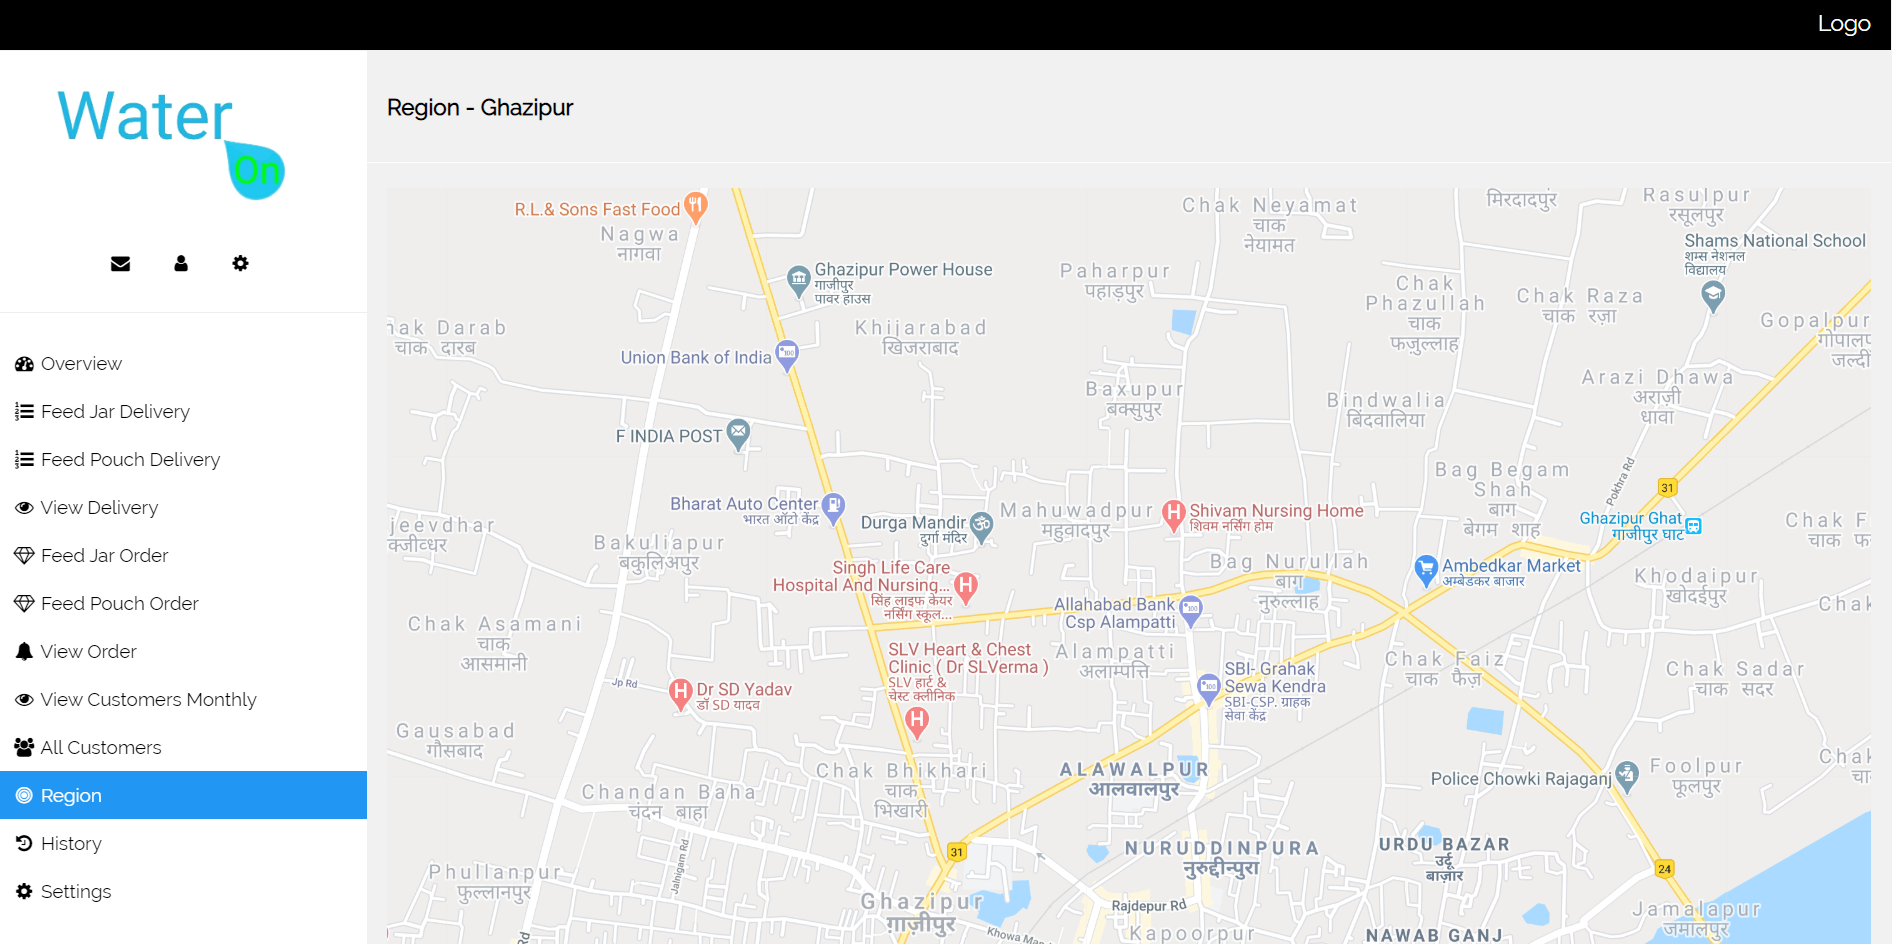 Logo
Water
On
Overview
Feed Jar Delivery
Feed Pouch Delivery
View Delivery
Feed Jar Order
Feed Pouch Order
View Order
View Customers Monthly
All Customers
Region
History
Settings
Region - Ghazipur
R.L.& Sons Fast Food
Nagwa
नागवा
Chak Neyamat
चाक
नेयामत
मिरदादपुर
Rasulpur
रसूलपुर
Shams National School
शम्स नेशनल
विद्यालय
Ghazipur Power House
गाजीपुर
पावर हाउस
Paharpur
पहाड़पुर
Chak
Phazullah
चाक
फजुल्लाह
Chak Raza
चाक रज़ा
Gopalpur
गोपालप
जल्दी
Darab
चाक दारब
Khijarabad
खिजराबाद
Union Bank of India
Baxupur
बक्सुपुर
Arazi Dhawa
अराज़ी
धावा
Bindwalia
बिंदवालिया
F INDIA POST
Bag Begam
Shah
बाग
बेगम शाह
Pokhra Rd
31
Bharat Auto Center
भारत ऑटो केंद्र
Durga Mandir
दुर्गा मंदिर
Mahuwadpur
महुवादपुर
Shivam Nursing Home
शिवम नर्सिंग होम
Ghazipur Ghat
गाजीपुर घाट
Chak F
चाक फ
jeevdhar
क्जीव्धर
Bakuliapur
बकुलिअपुर
Singh Life Care
Hospital And Nursing...
सिंह लाइफ केयर
नर्सिंग स्कूल...
Bag Nurullah
बाग
नुरुल्लाह
Ambedkar Market
अम्बेडकर बाजार
Khodaipur
खोदईपुर
Chak
Allahabad Bank
Csp Alampatti
Chak Asamani
चाक
आसमानी
SLV Heart & Chest
Clinic ( Dr SLVerma )
SLV हार्ट &
चेस्ट क्लीनिक
Alampatti
अलाम्पत्ति
Chak Faiz
चाक फैज़
Chak Sadar
चाक सदर
SBI- Grahak
Sewa Kendra
SBI-CSP. ग्राहक
सेवा केंद्र
Jp Rd
Dr SD Yadav
डॉ SD यादव
Gausabad
गौसबाद
Chak Bhikhari
चाक
भिखारी
ALAWALPUR
आलवालपुर
Police Chowki Rajaganj
Foolpur
फूलपुर
Chak
चा
Chandan Baha
चंदन बाहा
Jalnigam Rd
31
NURUDDINPURA
नुरुद्दीन्पुरा
URDU BAZAR
उर्दू
बाज़ार
24
Phullanpur
फुल्लानपुर
Ghazipur
ग़ाज़ीपुर
Rajdepur Rd
Kapoorpur
NAWAB GANJ
Jamalapur
जमालपुर
Rd